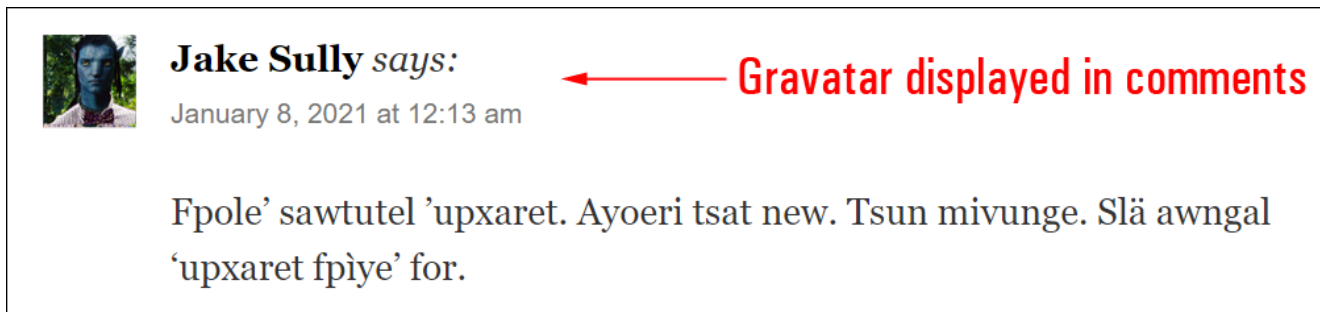 Jake Sully says:
Gravatar displayed in comments
January 8, 2021 at 12:13 am
Fpole’ sawtutel ’upxaret. Ayoeri tsat new. Tsun mivunge. Slä awngal
‘upxaret fpìye’ for.